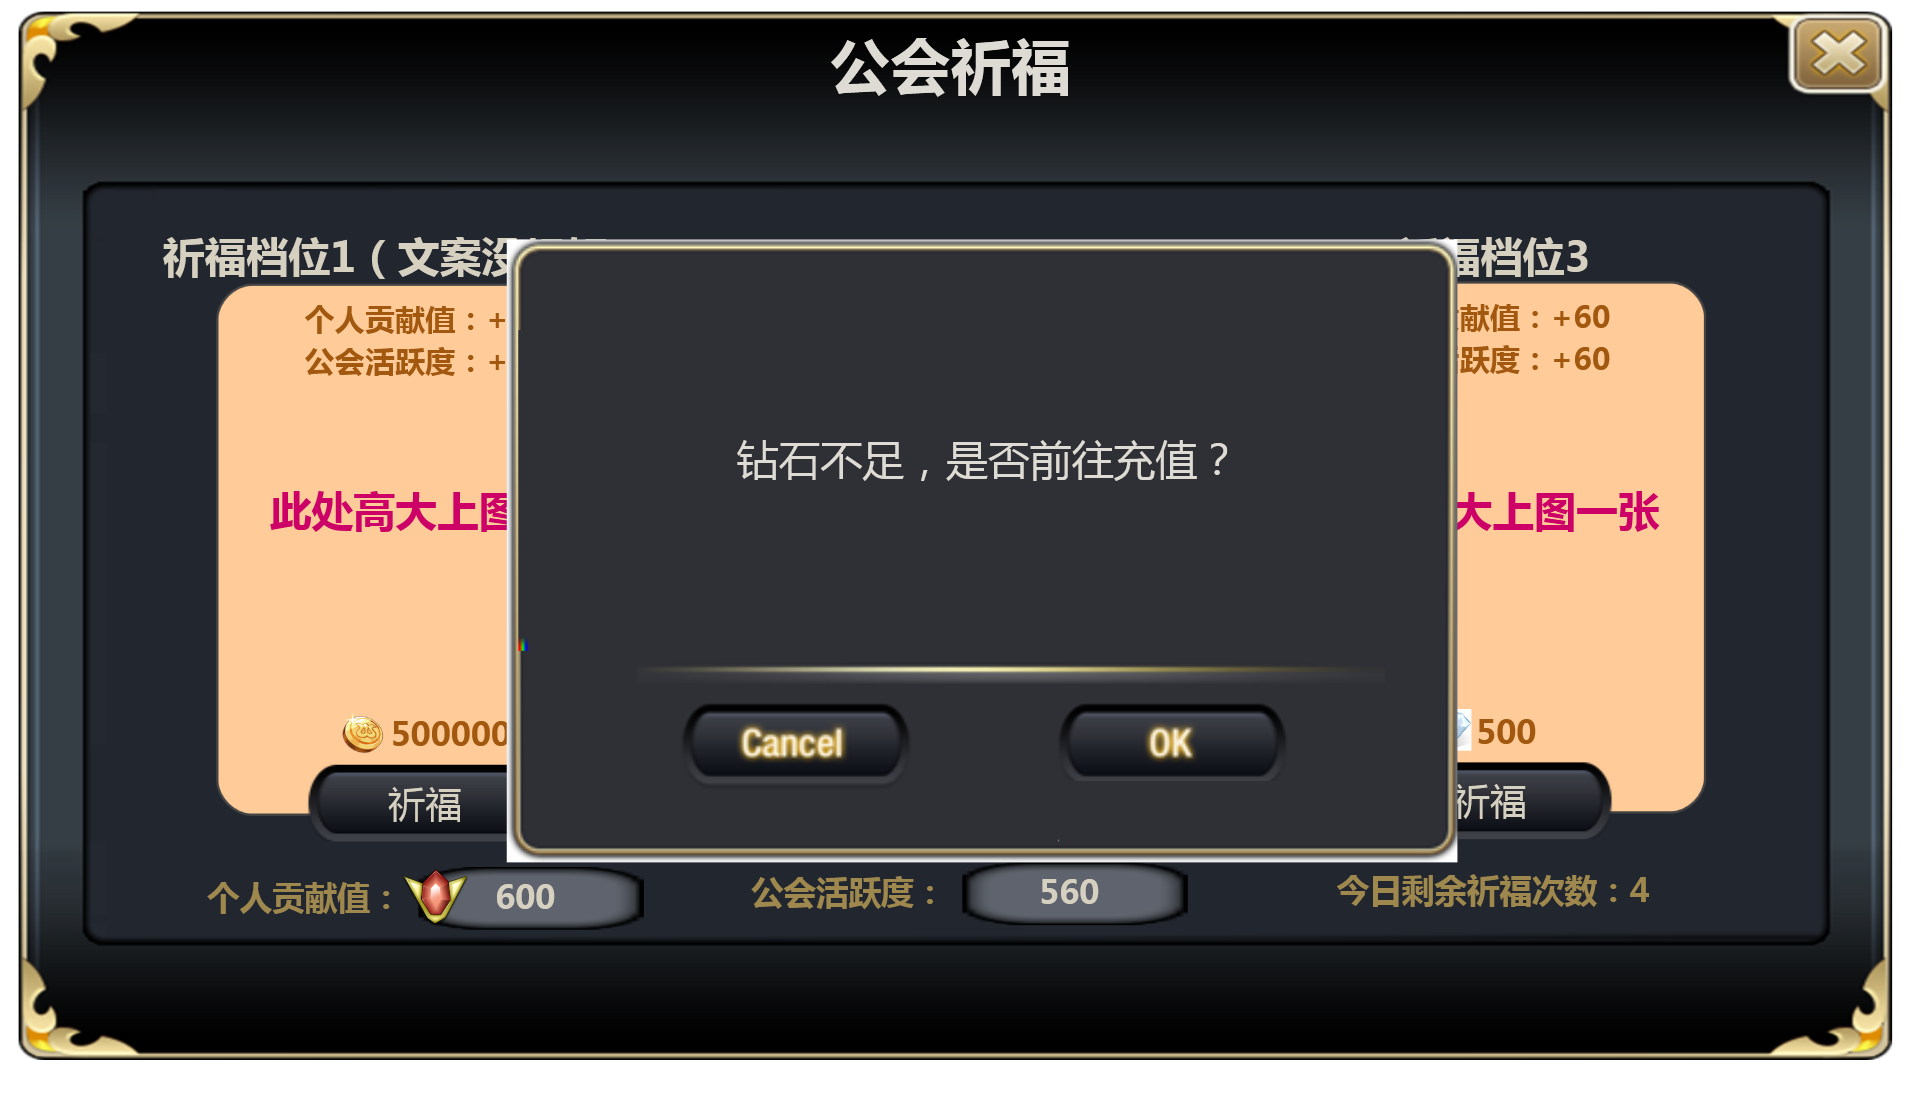 公会祈福
祈福档位1（文案没
福档位3
个人贡献值：+
献值：+60
公会活跃度：+
跃度：+60
钻石不足，是否前往充值？
此处高大上图
大上图一张
500000
500
Cancel
OK
祈福
祈福
个人贡献值：
600
公会活跃度：
560
今日剩余祈福次数：4